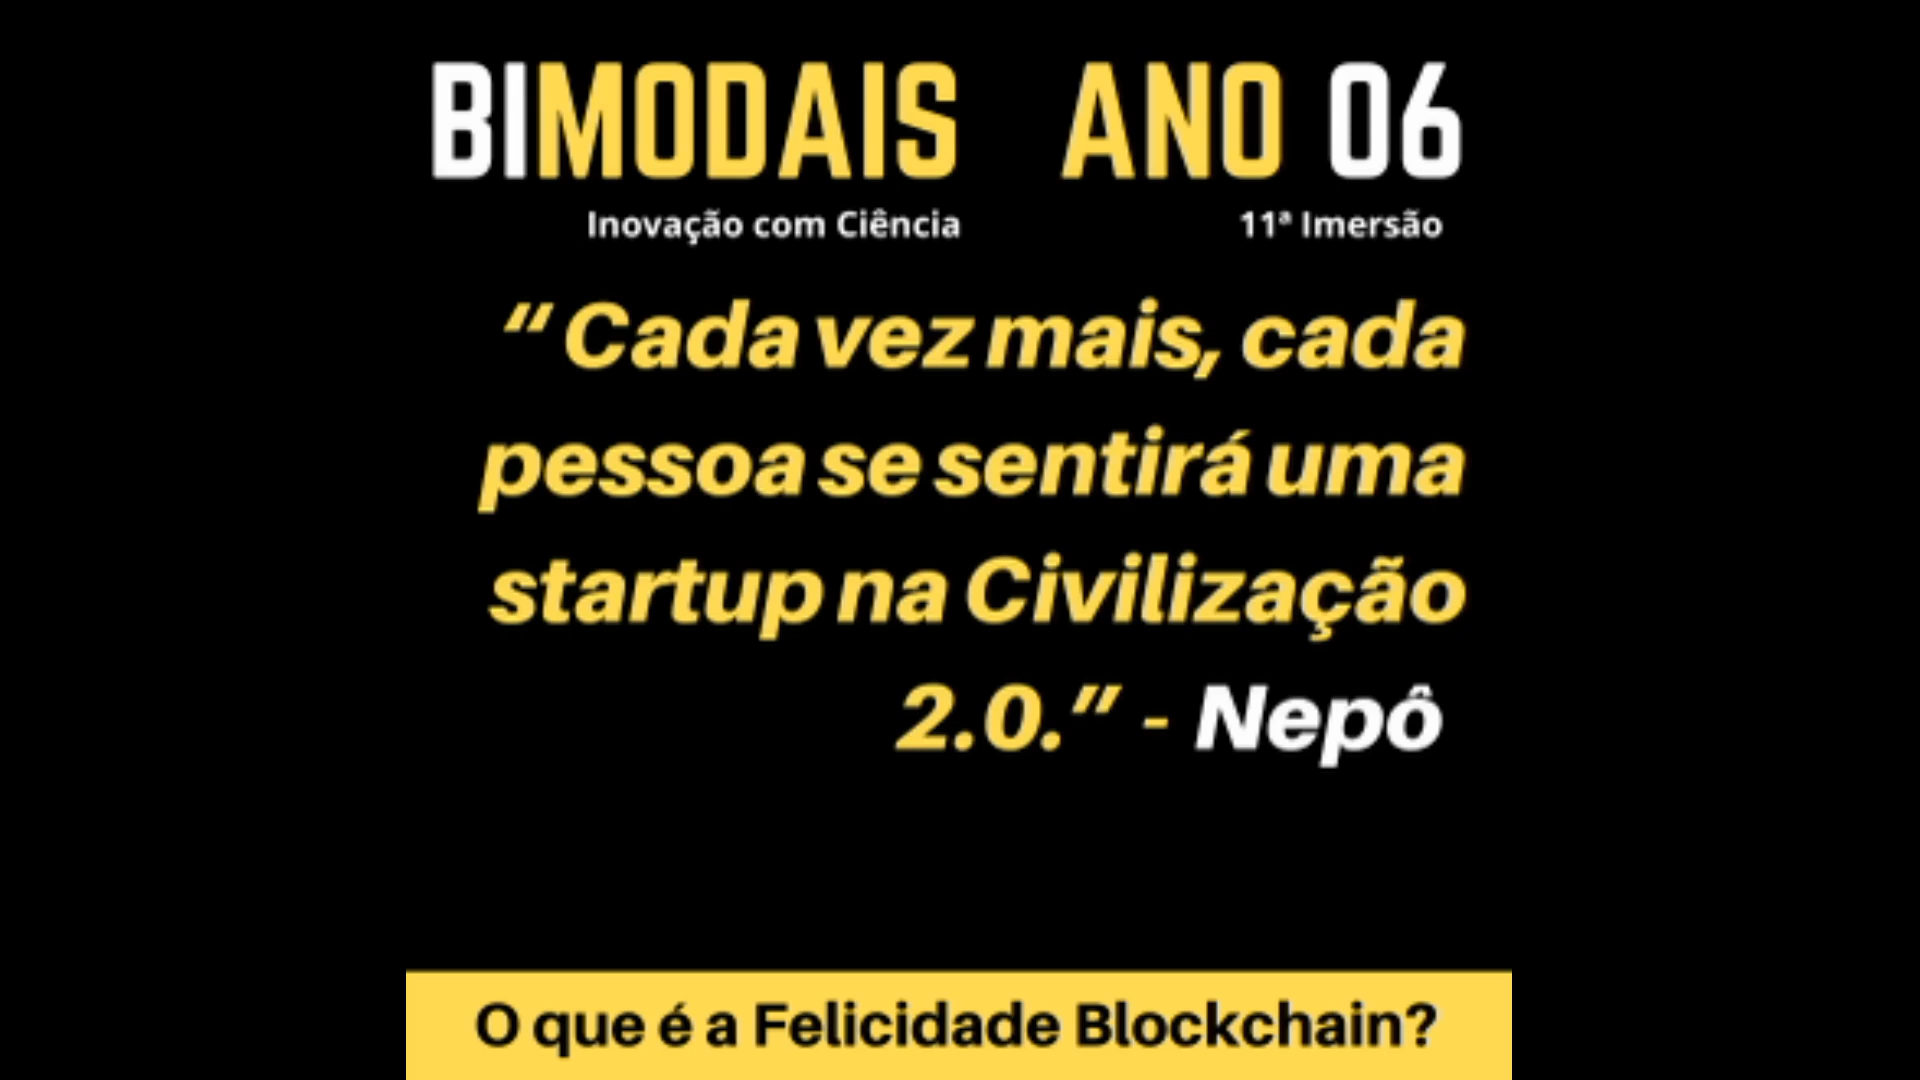 BIMODAIS ANO 06
Inovação com Ciência 11ª Imersão
“Cada vez mais, cada
pessoa se sentirá uma
startup na Civilização
2.0.” - Nepô
O que é a Felicidade Blockchain?